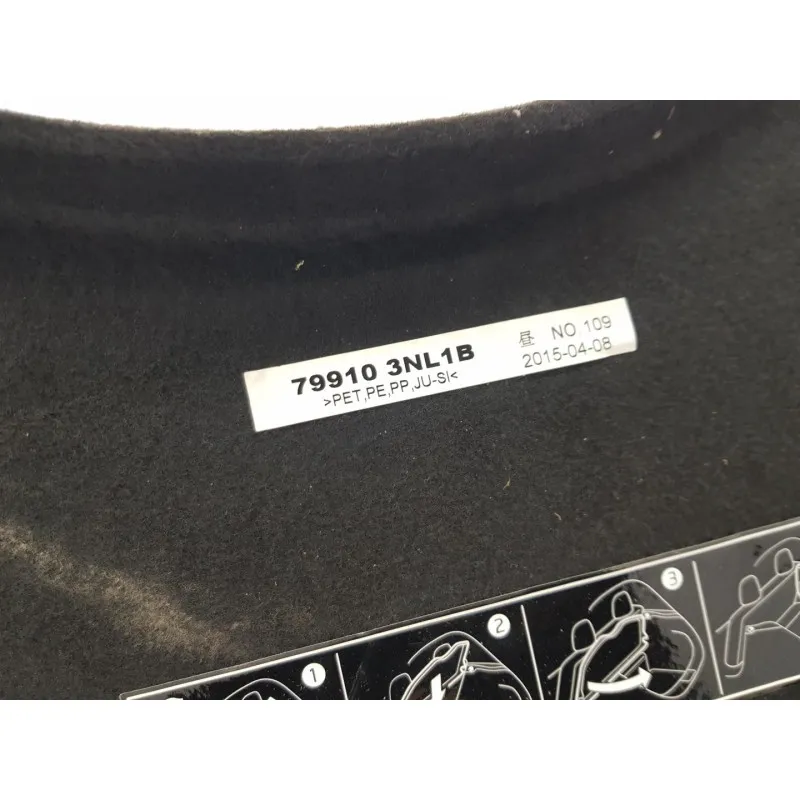 79910 3NL1B
>PET,PE,PP,JU-SI<
昼 NO.109
2015-04-08
1
2
3